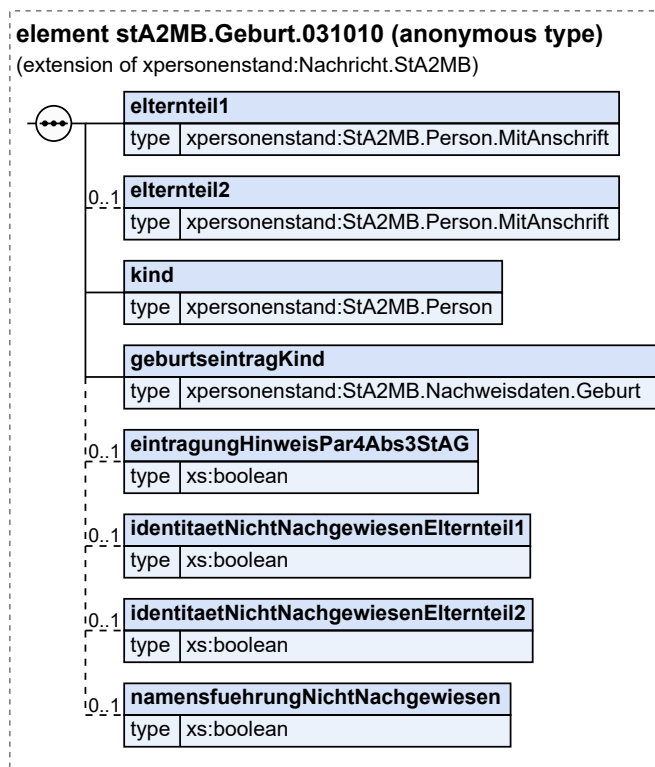 element stA2MB.Geburt.031010 (anonymous type)
(extension of xpersonenstand:Nachricht.StA2MB)
elternteil1
type xpersonenstand:StA2MB.Person.MitAnschrift
0..1 elternteil2
type xpersonenstand:StA2MB.Person.MitAnschrift
kind
type xpersonenstand:StA2MB.Person
geburtseintragKind
type xpersonenstand:StA2MB.Nachweisdaten.Geburt
0..1 eintragungHinweisPar4Abs3StAG
type xs:boolean
0..1 identitaetNichtNachgewiesenElternteil1
type xs:boolean
0..1 identitaetNichtNachgewiesenElternteil2
type xs:boolean
0..1 namensfuehrungNichtNachgewiesen
type xs:boolean